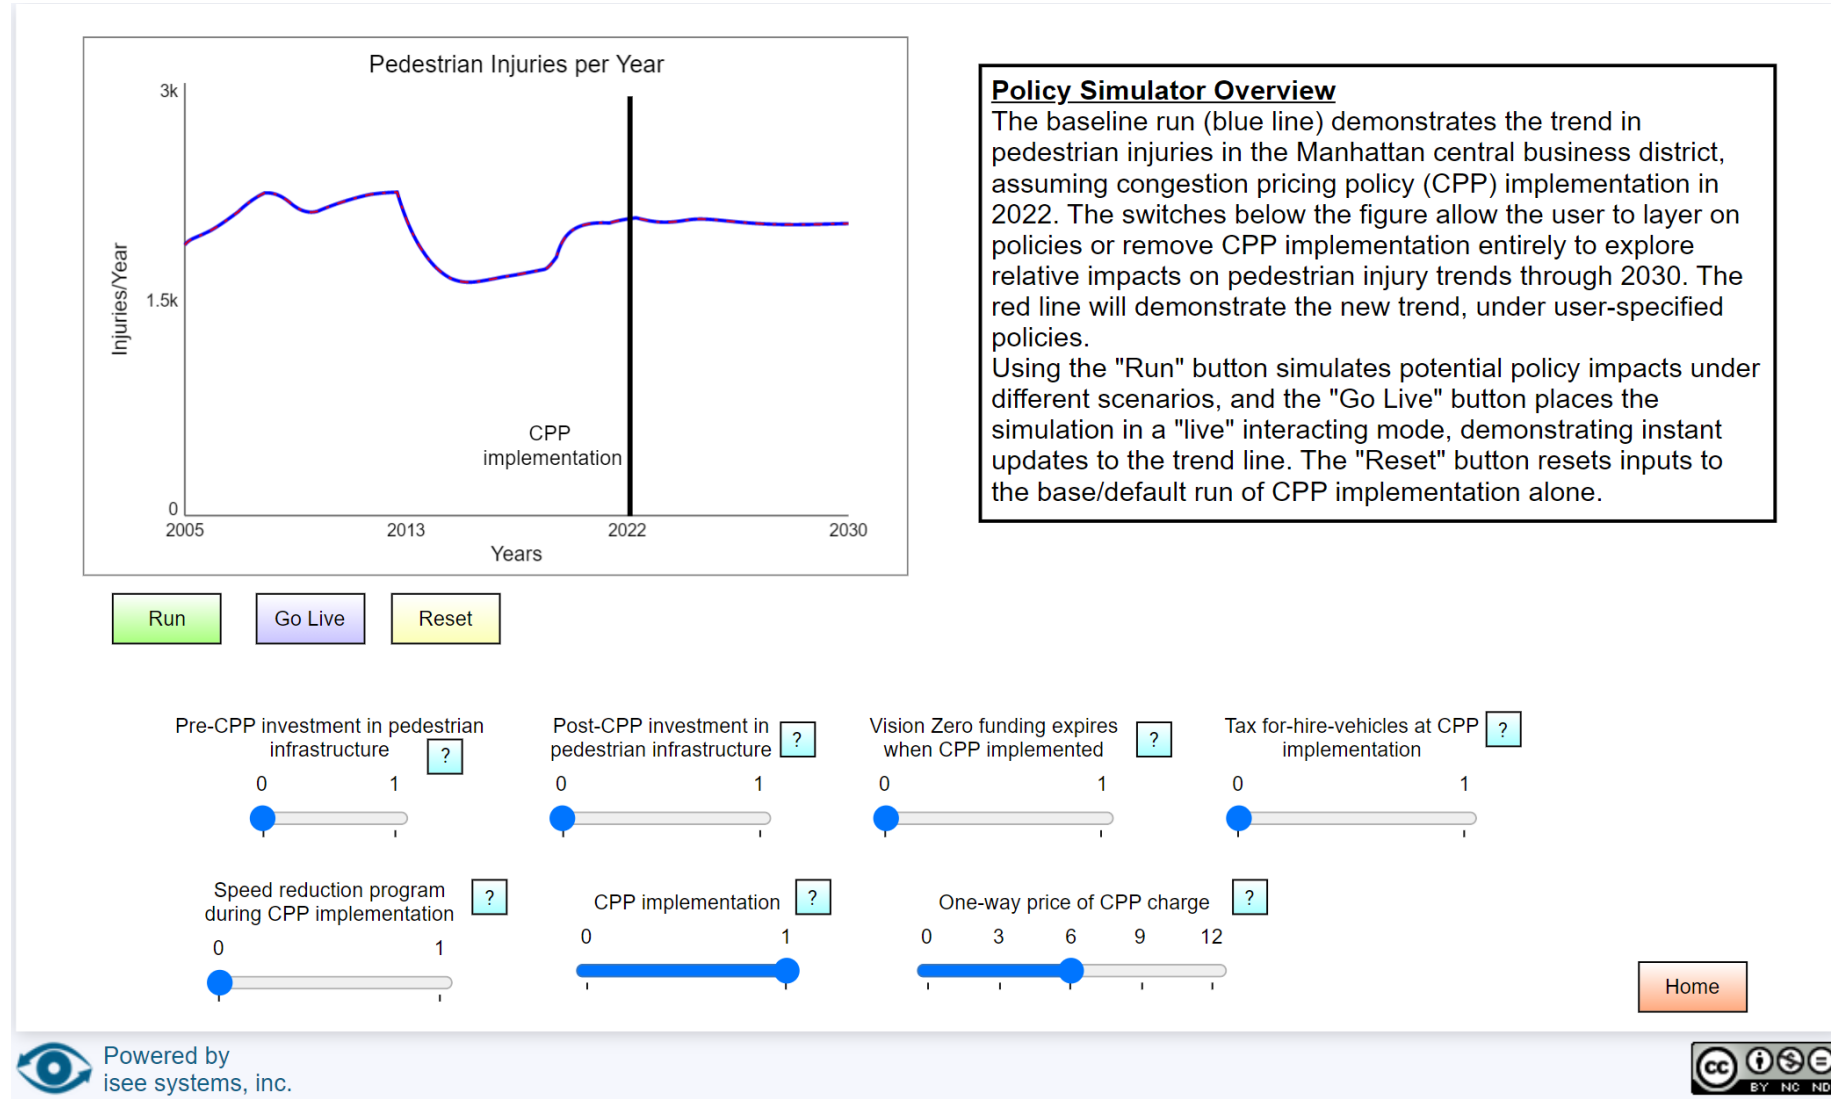 Pedestrian Injuries per Year
3k
1.5k
0
Injuries/Year
CPP
implementation
2005
2013
2022
2030
Years
Policy Simulator Overview
The baseline run (blue line) demonstrates the trend in
pedestrian injuries in the Manhattan central business district,
assuming congestion pricing policy (CPP) implementation in
2022. The switches below the figure allow the user to layer on
policies or remove CPP implementation entirely to explore
relative impacts on pedestrian injury trends through 2030. The
red line will demonstrate the new trend, under user-specified
policies.
Using the "Run" button simulates potential policy impacts under
different scenarios, and the "Go Live" button places the
simulation in a "live" interacting mode, demonstrating instant
updates to the trend line. The "Reset" button resets inputs to
the base/default run of CPP implementation alone.
Run
Go Live
Reset
Pre-CPP investment in pedestrian
infrastructure
?
0 1
Post-CPP investment in
pedestrian infrastructure
?
0 1
Vision Zero funding expires
when CPP implemented
?
0 1
Tax for-hire-vehicles at CPP
implementation
?
0 1
Speed reduction program
during CPP implementation
?
0 1
CPP implementation
?
0 1
One-way price of CPP charge
?
0 3 6 9 12
Home
Powered by
isee systems, inc.
cc
BY NC ND